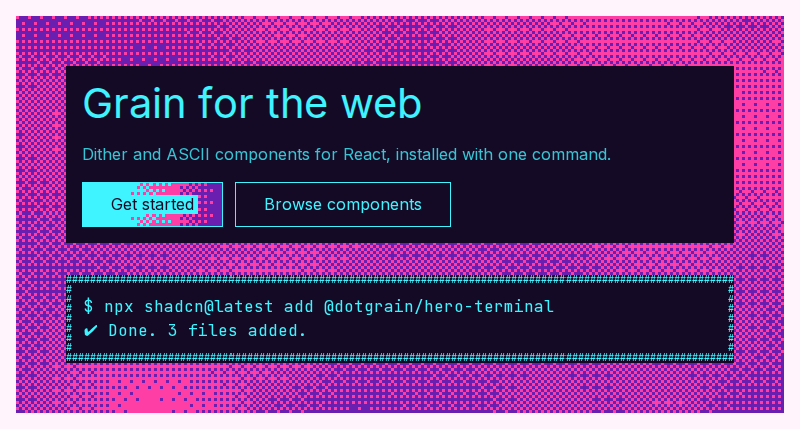 Grain for the web
Dither and ASCII components for React, installed with one command.
Get started
Browse components
$ npx shadcn@latest add @dotgrain/hero-terminal
✔ Done. 3 files added.